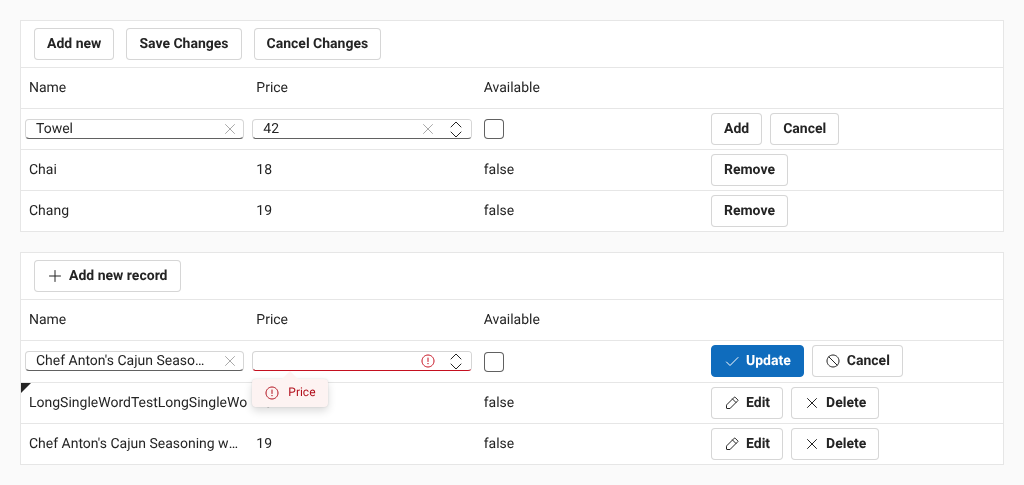 Add new Save Changes Cancel Changes
Name Price Available
Towel 42 Add Cancel
Chai 18 false Remove
Chang 19 false Remove
Add new record
Name Price Available
Chef Anton's Cajun Seaso... Update Cancel
Price
LongSingleWordTestLongSingleWo false Edit Delete
Chef Anton's Cajun Seasoning w... 19 false Edit Delete